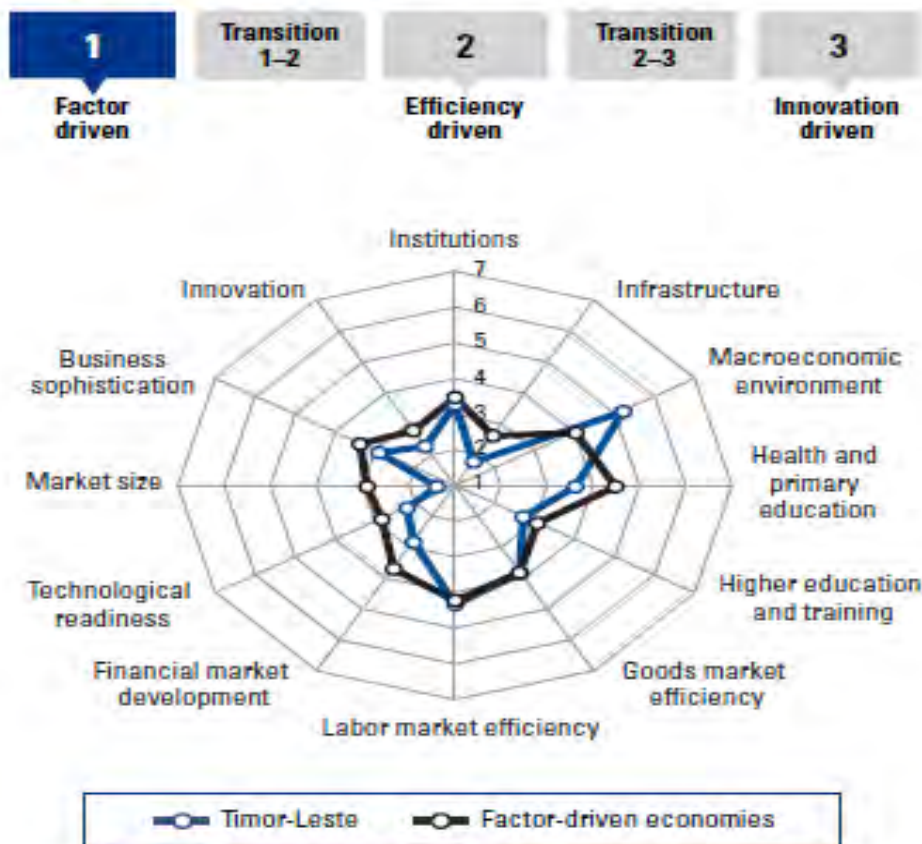 1
Transition
1–2
2
Transition
2–3
3
Factor
driven
Efficiency
driven
Innovation
driven
Institutions
Innovation
Infrastructure
Business
sophistication
Macroeconomic
environment
Market size
Health and
primary
education
Technological
readiness
Higher education
and training
Financial market
development
Goods market
efficiency
Labor market efficiency
7
6
5
4
3
2
1
Timor-Leste
Factor-driven economies